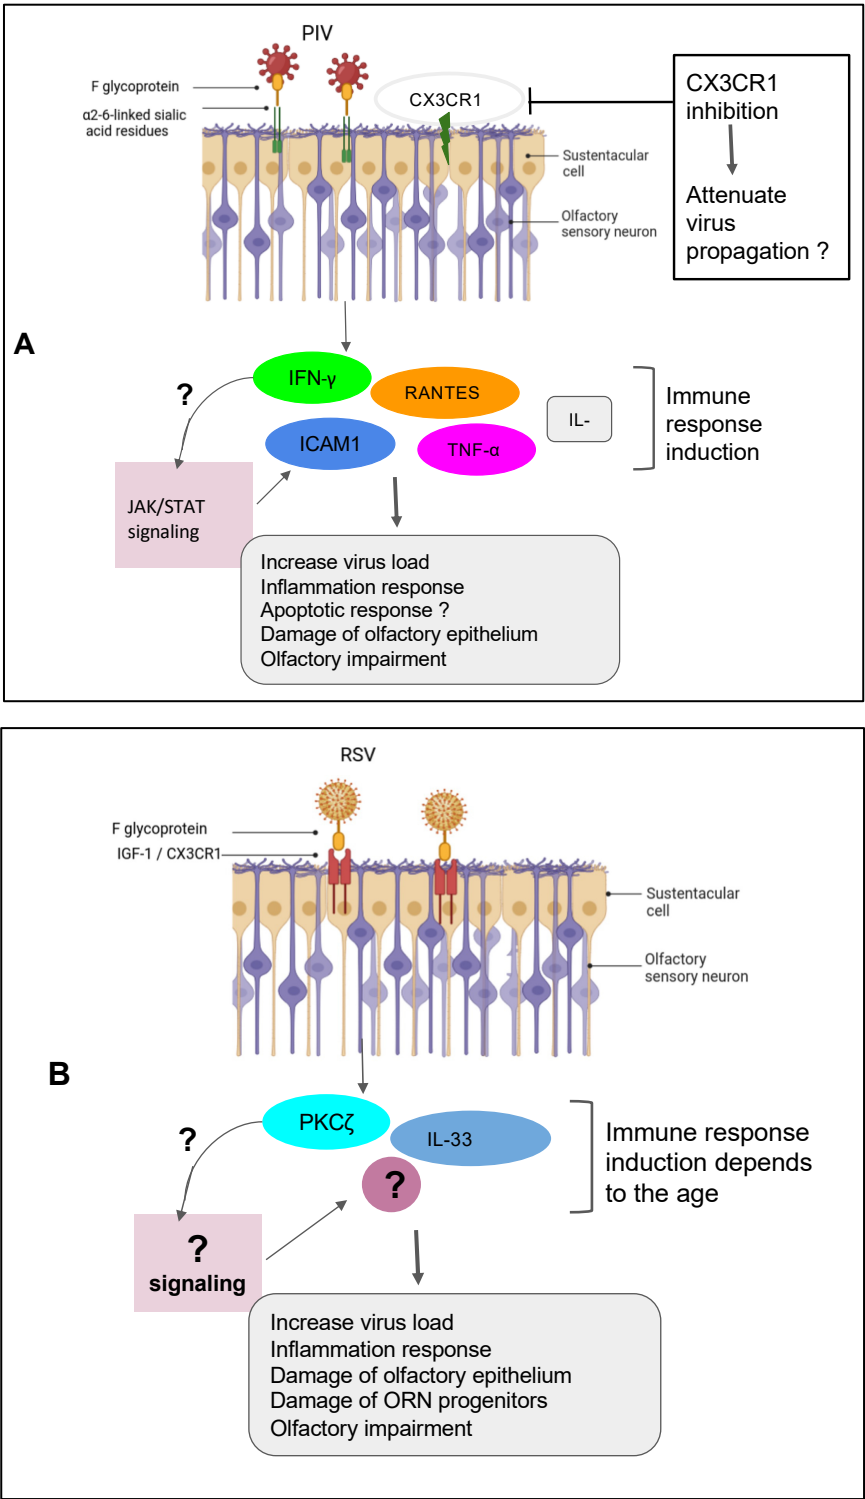 PIV
F glycoprotein
α2-6-linked sialic
acid residues
CX3CR1
CX3CR1
inhibition
Attenuate
virus
propagation ?
Sustentacular
cell
Olfactory
sensory neuron
A
?
IFN-γ
RANTES
IL-
ICAM1
TNF-α
Immune
response
induction
JAK/STAT
signaling
Increase virus load
Inflammation response
Apoptotic response ?
Damage of olfactory epithelium
Olfactory impairment
RSV
F glycoprotein
IGF-1 / CX3CR1
Sustentacular
cell
Olfactory
sensory neuron
B
?
PKCζ
IL-33
?
Immune response
induction depends
to the age
?
signaling
Increase virus load
Inflammation response
Damage of olfactory epithelium
Damage of ORN progenitors
Olfactory impairment